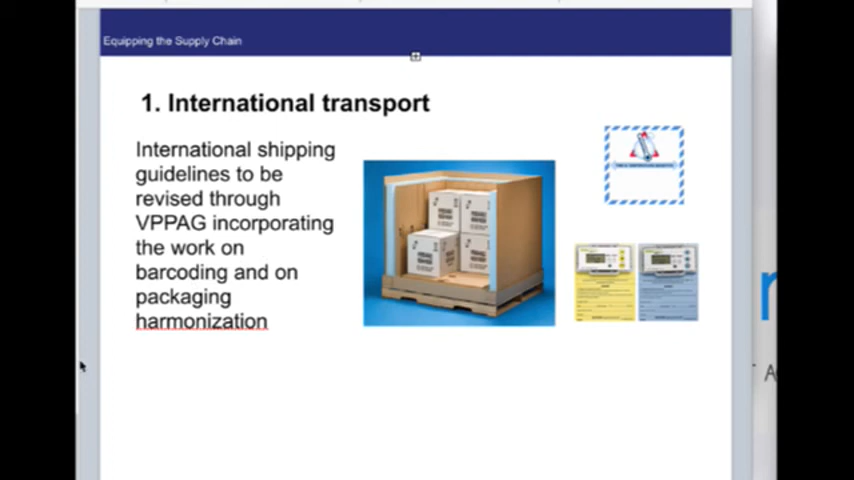 Equipping the Supply Chain
1. International transport
International shipping
guidelines to be
revised through
VPPAG incorporating
the work on
barcoding and on
packaging
harmonization